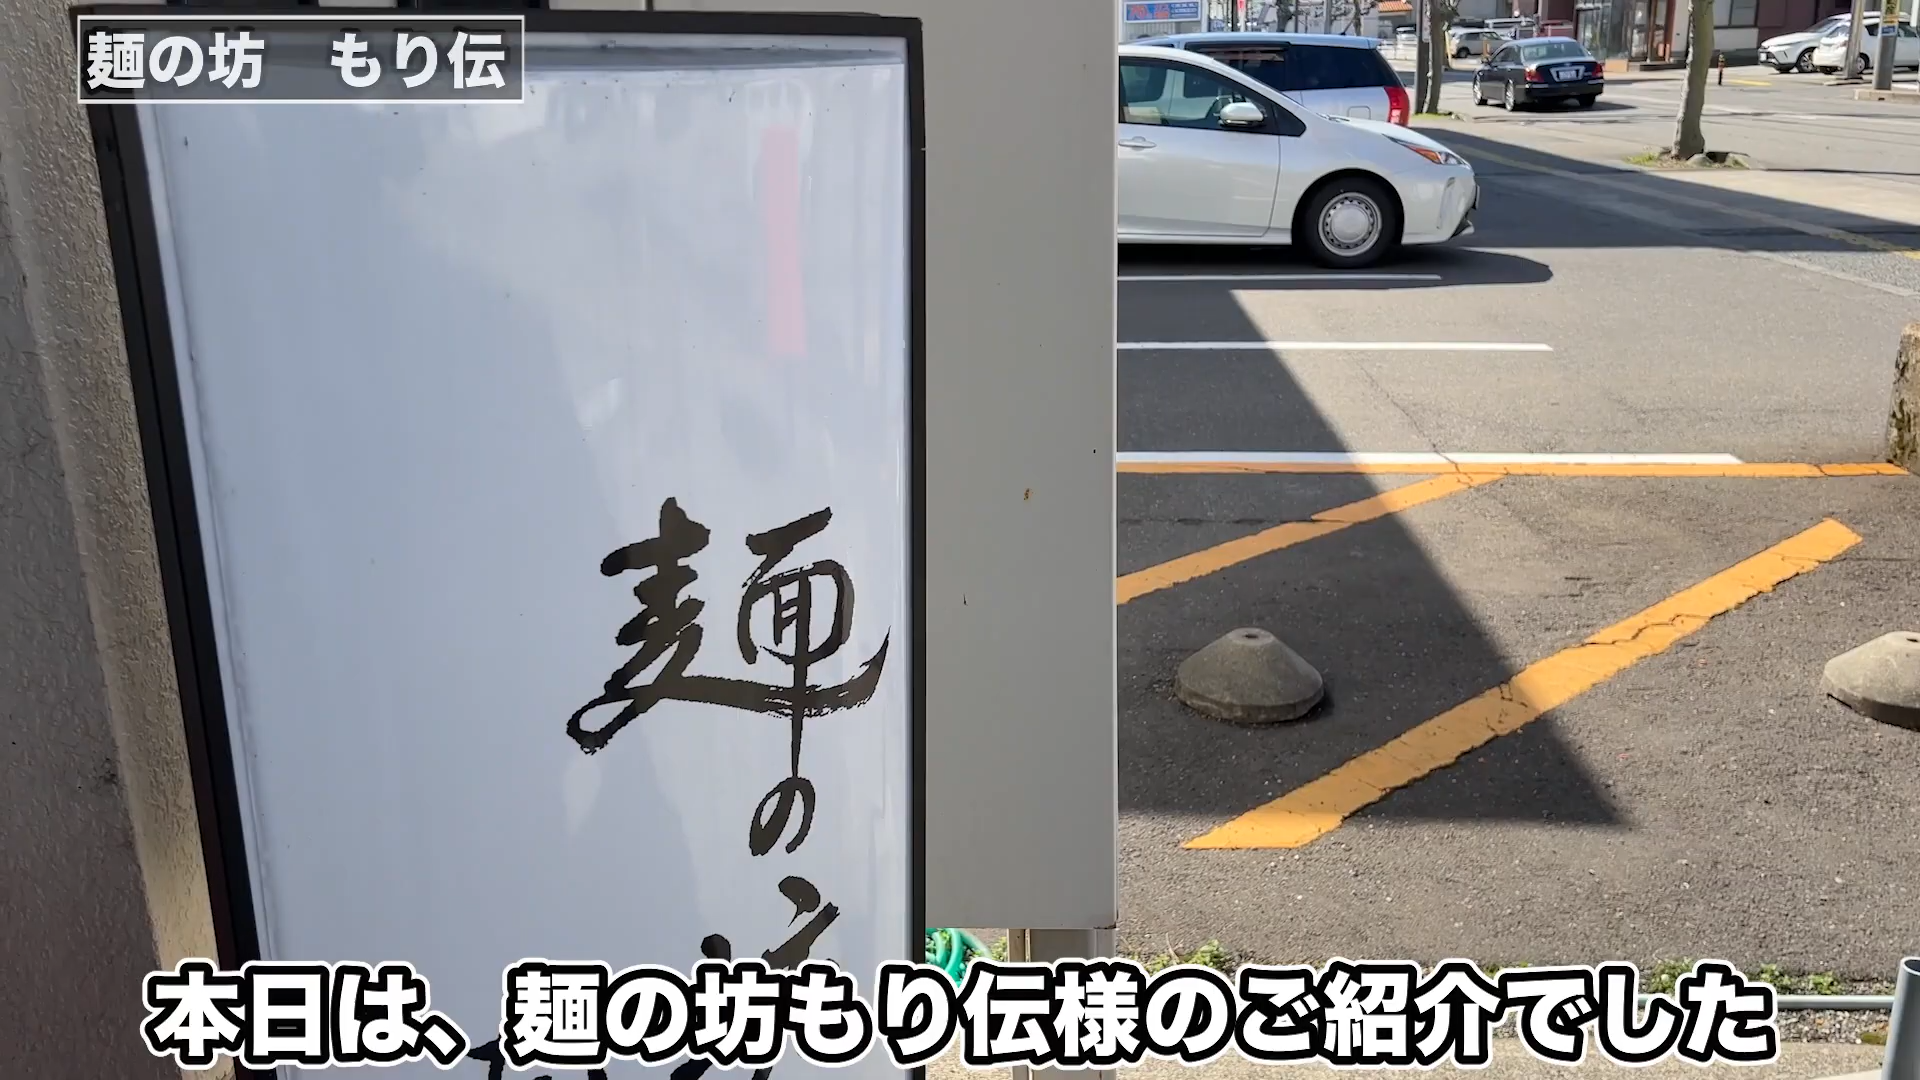 麺の坊　もり伝
麺の坊
本日は、麺の坊もり伝様のご紹介でした